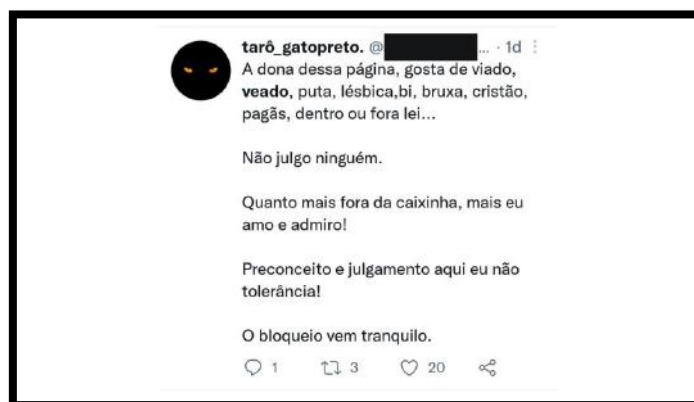 tarô_gatopreto. @ ... · 1d
A dona dessa página, gosta de viado,
veado, puta, lésbica,bi, bruxa, cristão,
pagãs, dentro ou fora lei...
Não julgo ninguém.
Quanto mais fora da caixinha, mais eu
amo e admiro!
Preconceito e julgamento aqui eu não
tolerância!
O bloqueio vem tranquilo.
1 3 20